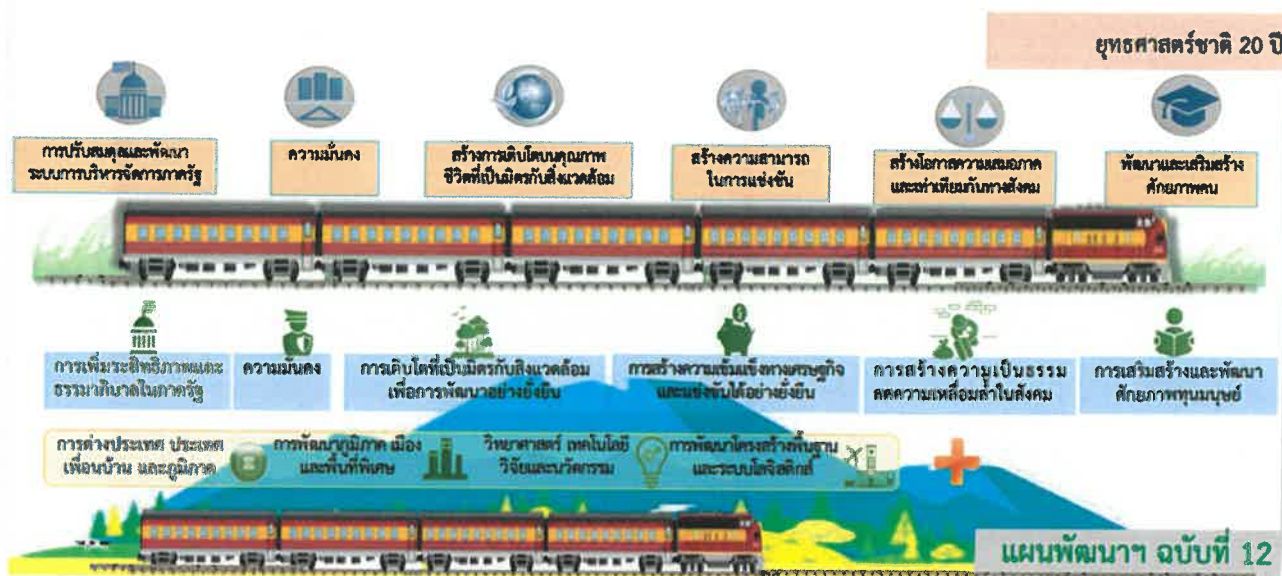 ยุทธศาสตร์ชาติ 20 ปี
การปรับสมดุลและพัฒนา
ระบบการบริหารจัดการภาครัฐ
ความมั่นคง
สร้างการเติบโตบนคุณภาพ
ชีวิตที่เป็นมิตรกับสิ่งแวดล้อม
สร้างความสามารถ
ในการแข่งขัน
สร้างโอกาสความเสมอภาค
และเท่าเทียมกันทางสังคม
พัฒนาและเสริมสร้าง
ศักยภาพคน
การเพิ่มระสิทธิภาพและ
ธรรมาภิบาลในภาครัฐ
ความมั่นคง
การเติบโตที่เป็นมิตรกับสิ่งแวดล้อม
เพื่อการพัฒนาอย่างยั่งยืน
การสร้างความเข้มแข็งทางเศรษฐกิจ
และแข่งขันได้อย่างยั่งยืน
การสร้างความเป็นธรรม
ลดความเหลื่อมล้ำในสังคม
การเสริมสร้างและพัฒนา
ศักยภาพทุนมนุษย์
การต่างประเทศ ประเทศ
เพื่อนบ้าน และภูมิภาค
การพัฒนาภูมิภาค เมือง
และพื้นที่พิเศษ
วิทยาศาสตร์ เทคโนโลยี
วิจัยและนวัตกรรม
การพัฒนาโครงสร้างพื้นฐาน
และระบบโลจิสติกส์
แผนพัฒนาฯ ฉบับที่ 12